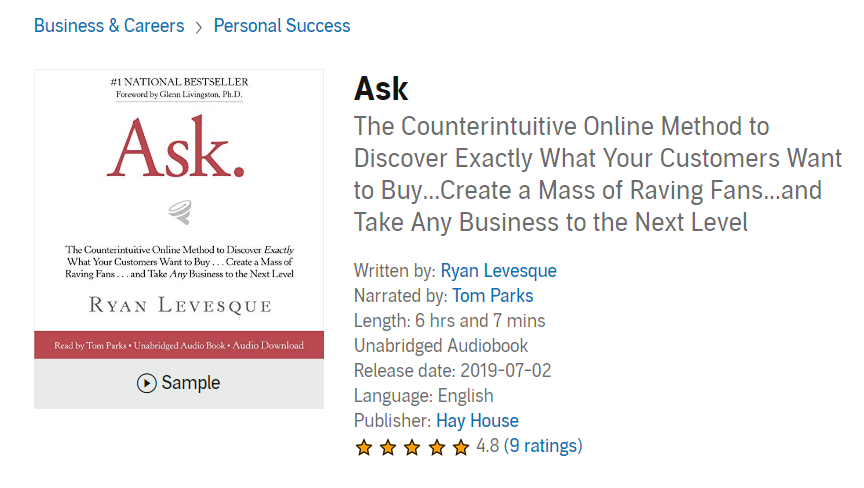 Business & Careers > Personal Success
#1 NATIONAL BESTSELLER
Foreword by Glenn Livingston, Ph.D.
Ask.
The Counterintuitive Online Method to Discover Exactly
What Your Customers Want to Buy . . . Create a Mass of
Raving Fans . . . and Take Any Business to the Next Level
RYAN LEVESQUE
Read by Tom Parks • Unabridged Audio Book • Audio Download
Sample
Ask
The Counterintuitive Online Method to
Discover Exactly What Your Customers Want
to Buy...Create a Mass of Raving Fans...and
Take Any Business to the Next Level
Written by: Ryan Levesque
Narrated by: Tom Parks
Length: 6 hrs and 7 mins
Unabridged Audiobook
Release date: 2019-07-02
Language: English
Publisher: Hay House
4.8 (9 ratings)